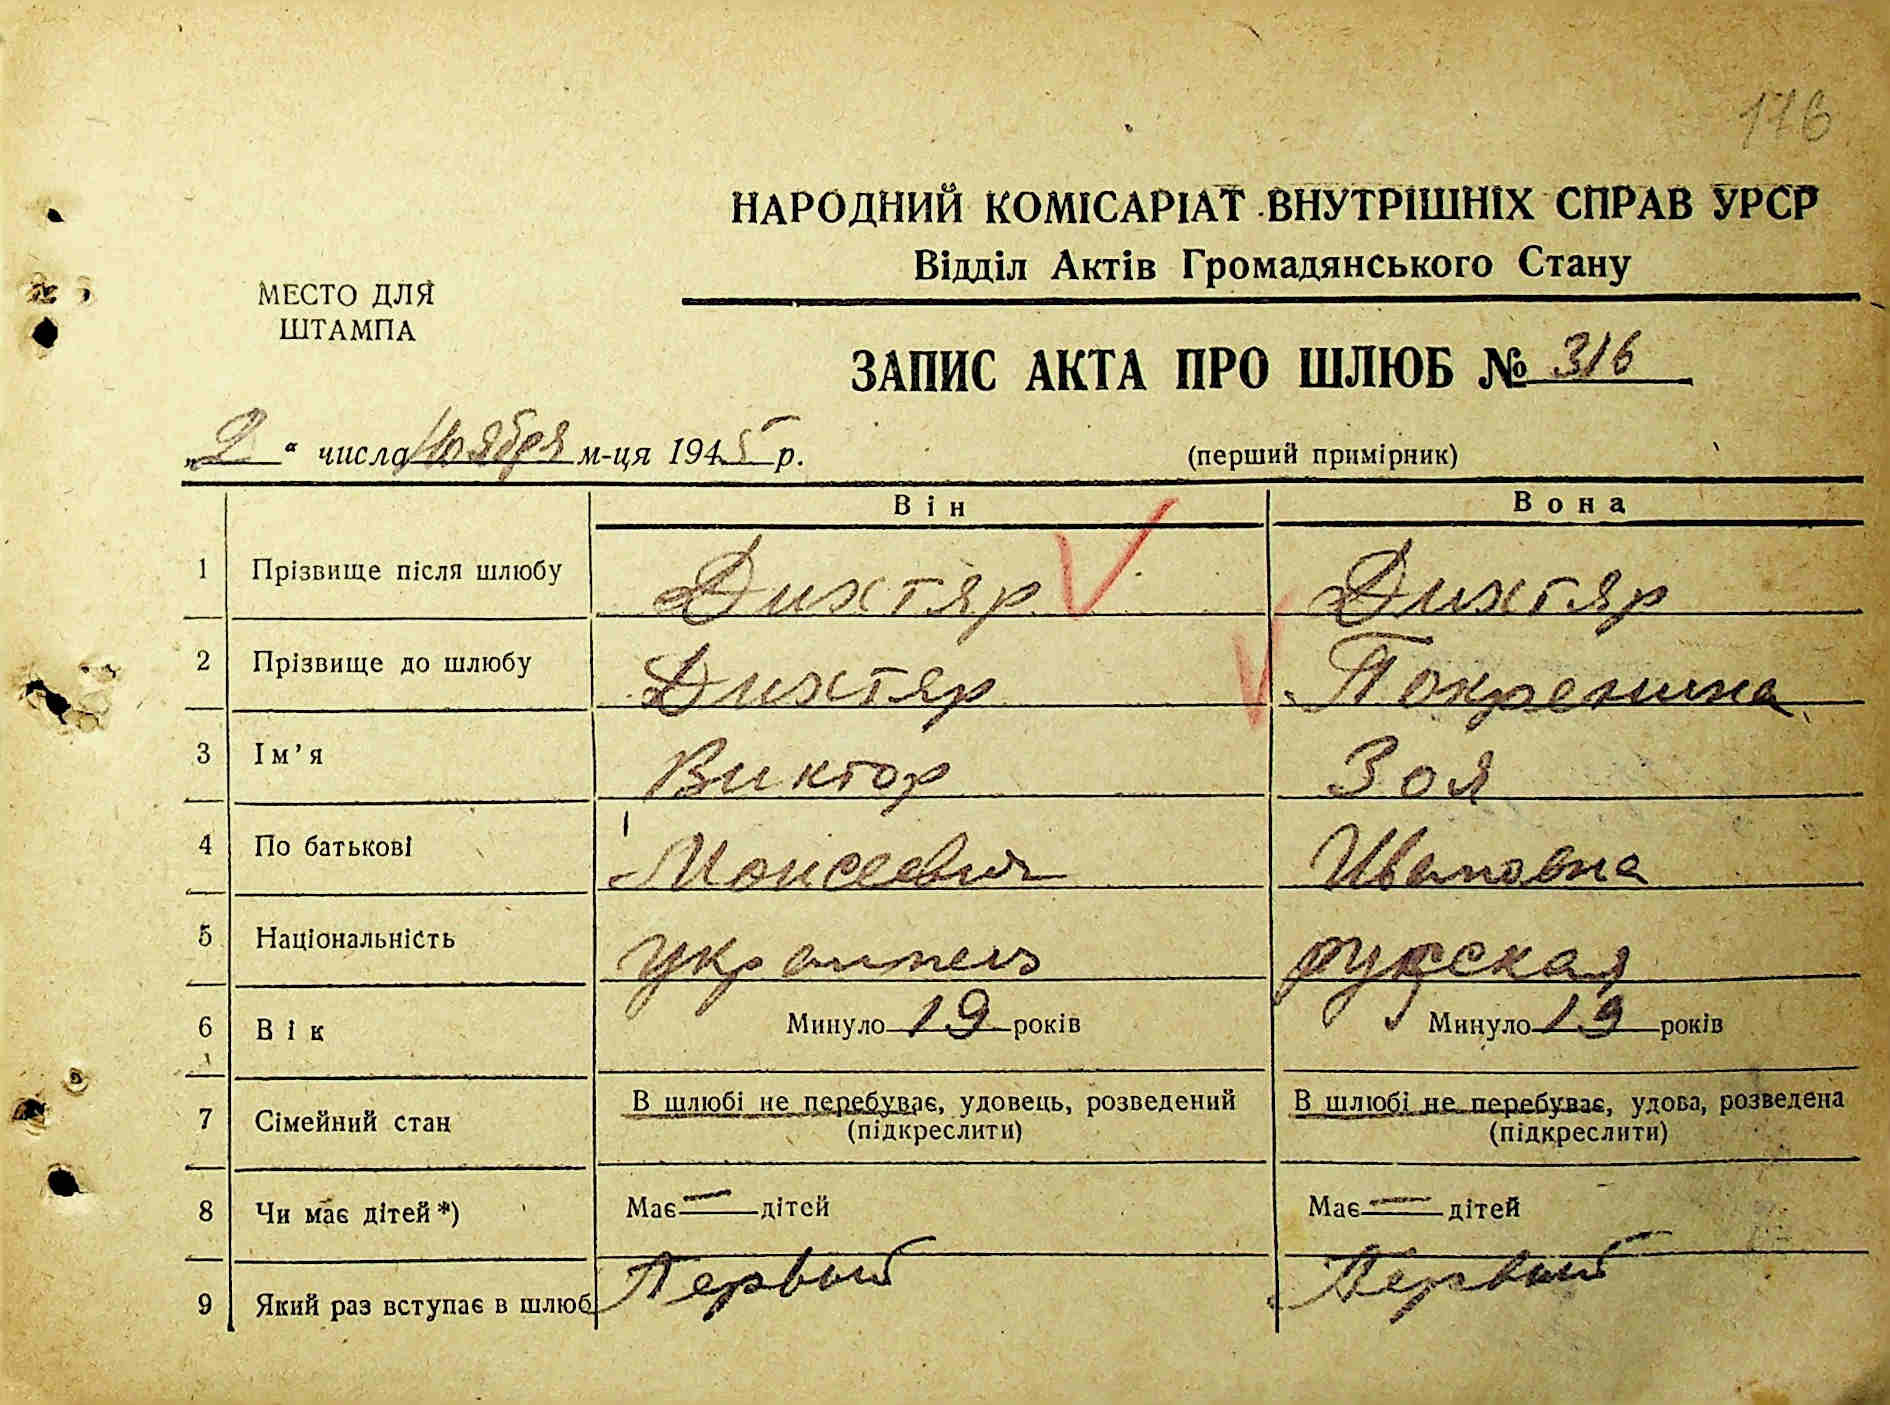 176
НАРОДНИЙ КОМІСАРІАТ ВНУТРІШНІХ СПРАВ УРСР
Відділ Актів Громадянського Стану
МЕСТО ДЛЯ
ШТАМПА
ЗАПИС АКТА ПРО ШЛЮБ № 316
„2“ числа Ноября м-ця 1945 р. (перший примірник)
Він Вона
1 Прізвище після шлюбу Дихтяр Дихтяр
2 Прізвище до шлюбу Дихтяр Покренина
3 Ім’я Виктор Зоя
4 По батькові Моисеевич Ивановна
5 Національність украинец русская
6 Вік Минуло 19 років Минуло 19 років
7 Сімейний стан В шлюбі не перебуває, удовець, розведений В шлюбі не перебуває, удова, розведена
(підкреслити) (підкреслити)
8 Чи має дітей*) Має — дітей Має — дітей
9 Який раз вступає в шлюб Первый Первый